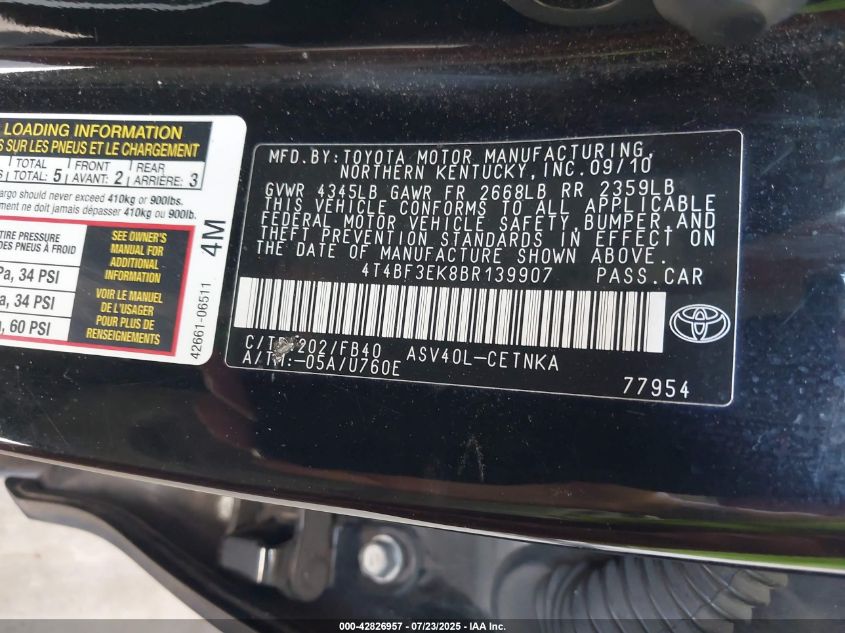 LOADING INFORMATION
S SUR LES PNEUS ET LE CHARGEMENT
TOTAL 5 FRONT 2 REAR 3
TOTAL: AVANT: ARRIÈRE:
argo should never exceed 410kg or 900lbs.
ement ne doit jamais dépasser 410kg or 900lb.
TIRE PRESSURE
DES PNEUS À FROID
Pa, 34 PSI
a, 34 PSI
a, 60 PSI
SEE OWNER'S
MANUAL FOR
ADDITIONAL
INFORMATION
VOIR LE MANUEL
DE L'USAGER
POUR PLUS DE
RENSEIGNEMENTS
4M
42661-06511
MFD. BY: TOYOTA MOTOR MANUFACTURING,
NORTHERN KENTUCKY, INC. 09/10
GVWR 4345LB GAWR FR 2668LB RR 2359LB
THIS VEHICLE CONFORMS TO ALL APPLICABLE
FEDERAL MOTOR VEHICLE SAFETY, BUMPER, AND
THEFT PREVENTION STANDARDS IN EFFECT ON
THE DATE OF MANUFACTURE SHOWN ABOVE.
4T4BF3EK8BR139907 PASS.CAR
C/T 202/FB40 ASV40L-CETNKA
A/TM:-05A/U760E
77954
000-42826957 - 07/23/2025 - IAA Inc.